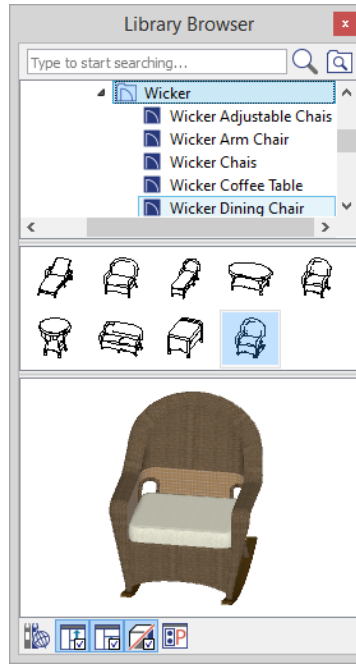 Library Browser
x
Type to start searching...
Wicker
Wicker Adjustable Chais
Wicker Arm Chair
Wicker Chais
Wicker Coffee Table
Wicker Dining Chair
P